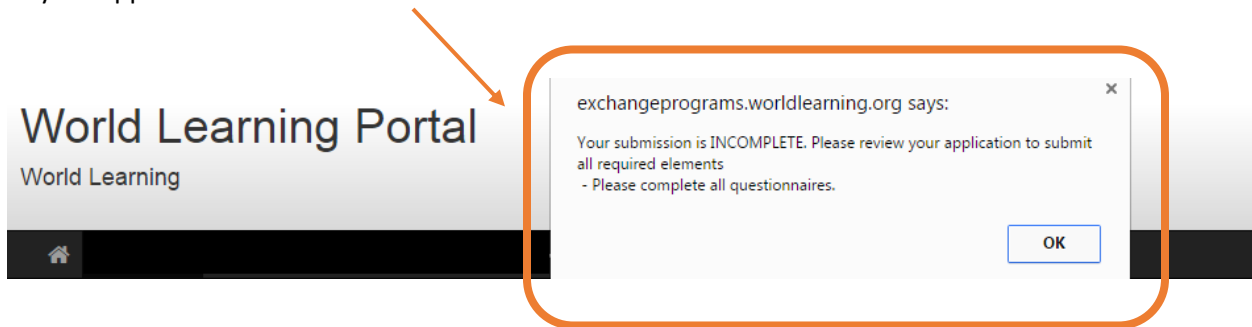 World Learning Portal
World Learning
exchangeprograms.worldlearning.org says:
Your submission is INCOMPLETE. Please review your application to submit
all required elements
- Please complete all questionnaires.
OK